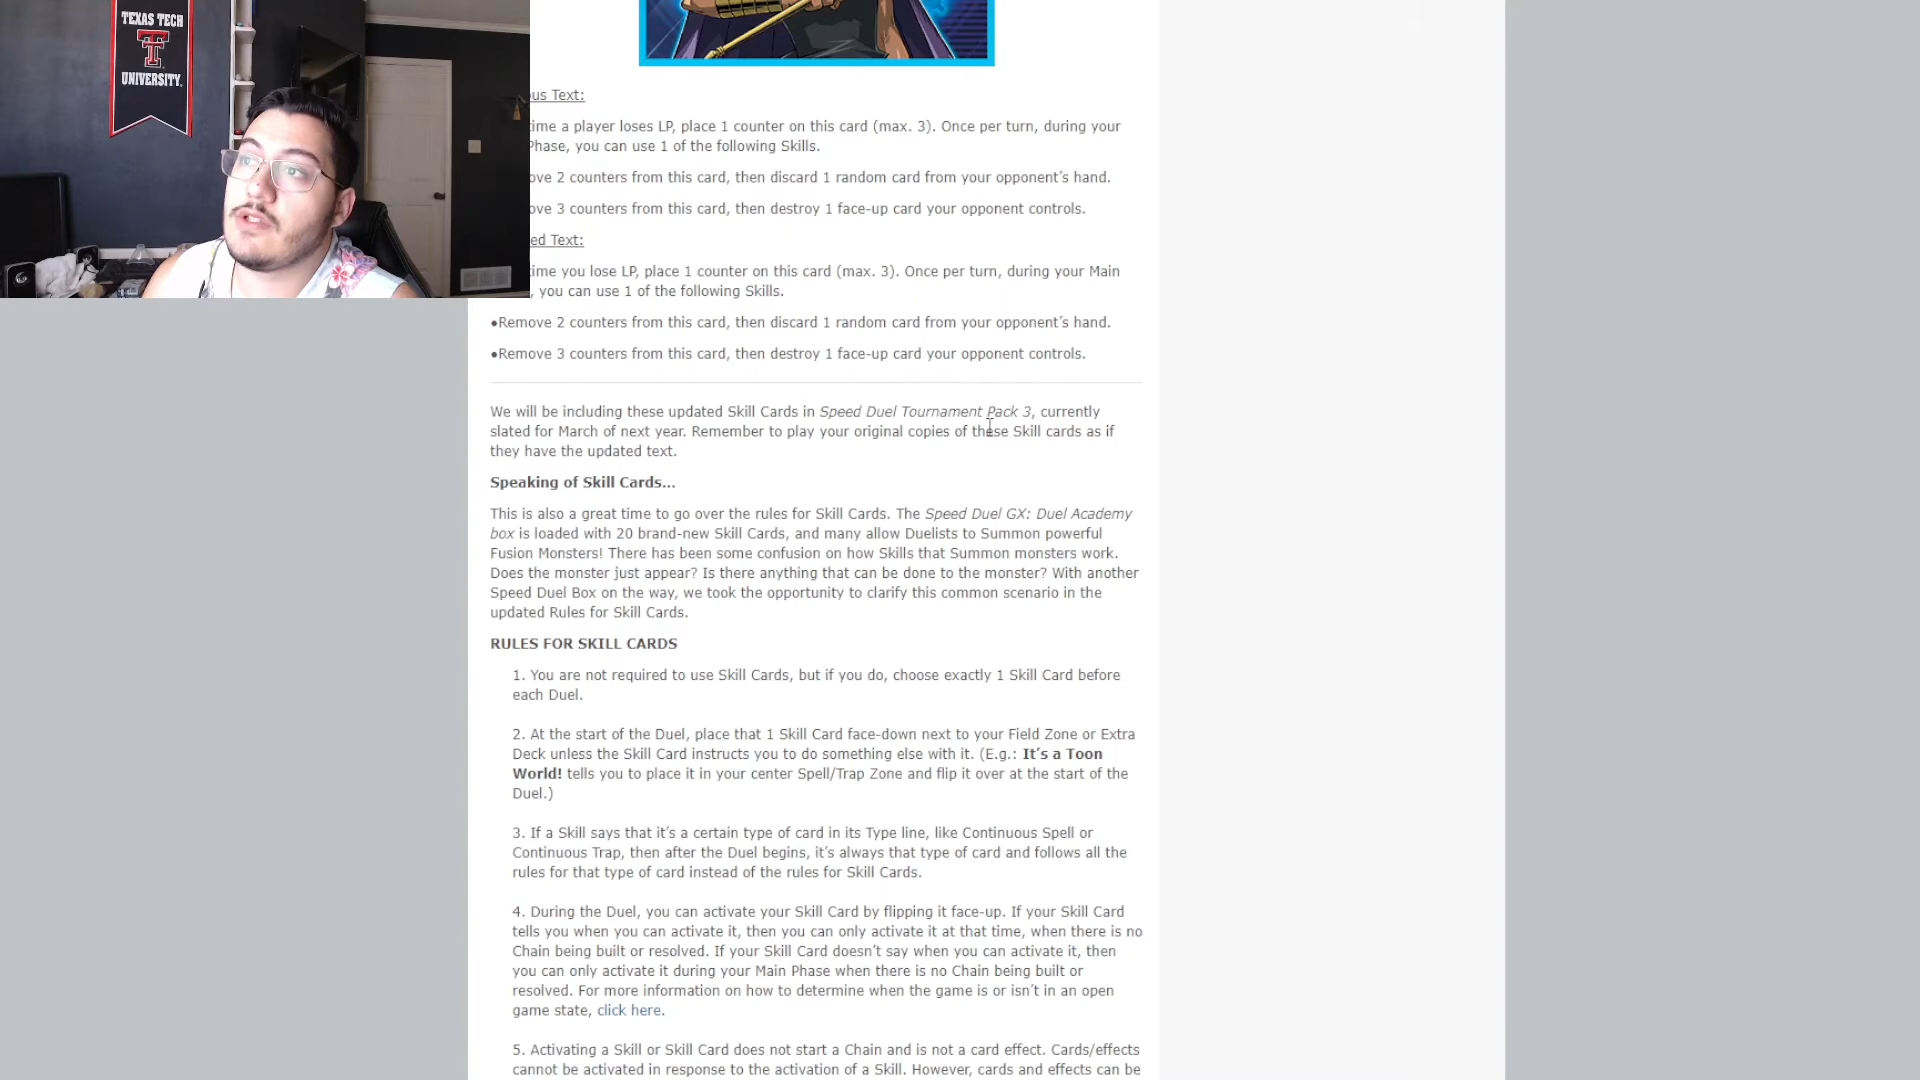 TEXAS TECH
T
UNIVERSITY
us Text:
ime a player loses LP, place 1 counter on this card (max. 3). Once per turn, during your
Phase, you can use 1 of the following Skills.
ove 2 counters from this card, then discard 1 random card from your opponent's hand.
ove 3 counters from this card, then destroy 1 face-up card your opponent controls.
ed Text:
ime you lose LP, place 1 counter on this card (max. 3). Once per turn, during your Main
, you can use 1 of the following Skills.
●Remove 2 counters from this card, then discard 1 random card from your opponent's hand.
●Remove 3 counters from this card, then destroy 1 face-up card your opponent controls.
We will be including these updated Skill Cards in Speed Duel Tournament Pack 3, currently
slated for March of next year. Remember to play your original copies of these Skill cards as if
they have the updated text.
Speaking of Skill Cards…
This is also a great time to go over the rules for Skill Cards. The Speed Duel GX: Duel Academy
box is loaded with 20 brand-new Skill Cards, and many allow Duelists to Summon powerful
Fusion Monsters! There has been some confusion on how Skills that Summon monsters work.
Does the monster just appear? Is there anything that can be done to the monster? With another
Speed Duel Box on the way, we took the opportunity to clarify this common scenario in the
updated Rules for Skill Cards.
RULES FOR SKILL CARDS
1. You are not required to use Skill Cards, but if you do, choose exactly 1 Skill Card before
each Duel.
2. At the start of the Duel, place that 1 Skill Card face-down next to your Field Zone or Extra
Deck unless the Skill Card instructs you to do something else with it. (E.g.: It's a Toon
World! tells you to place it in your center Spell/Trap Zone and flip it over at the start of the
Duel.)
3. If a Skill says that it's a certain type of card in its Type line, like Continuous Spell or
Continuous Trap, then after the Duel begins, it's always that type of card and follows all the
rules for that type of card instead of the rules for Skill Cards.
4. During the Duel, you can activate your Skill Card by flipping it face-up. If your Skill Card
tells you when you can activate it, then you can only activate it at that time, when there is no
Chain being built or resolved. If your Skill Card doesn't say when you can activate it, then
you can only activate it during your Main Phase when there is no Chain being built or
resolved. For more information on how to determine when the game is or isn't in an open
game state, click here.
5. Activating a Skill or Skill Card does not start a Chain and is not a card effect. Cards/effects
cannot be activated in response to the activation of a Skill. However, cards and effects can be